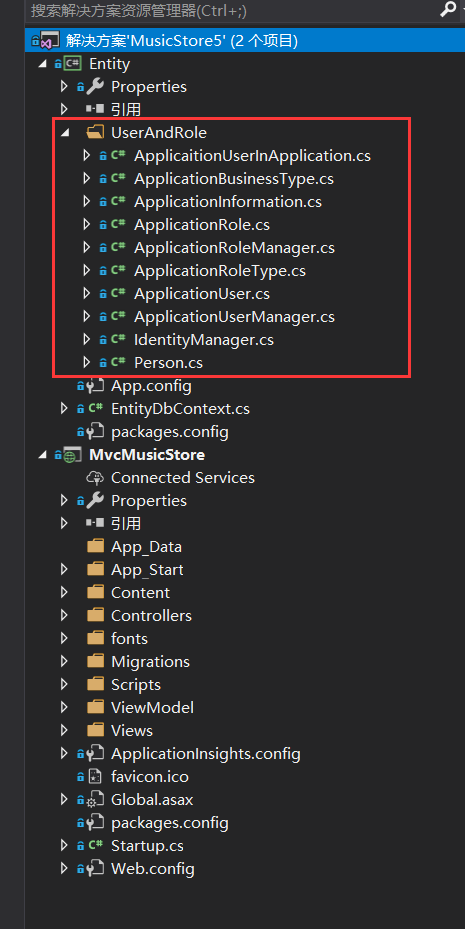 搜索解决方案资源管理器(Ctrl+;)
解决方案'MusicStore5' (2 个项目)
C# Entity
Properties
引用
UserAndRole
C# ApplicaitionUserInApplication.cs
C# ApplicationBusinessType.cs
C# ApplicationInformation.cs
C# ApplicationRole.cs
C# ApplicationRoleManager.cs
C# ApplicationRoleType.cs
C# ApplicationUser.cs
C# ApplicationUserManager.cs
C# IdentityManager.cs
C# Person.cs
App.config
C# EntityDbContext.cs
packages.config
MvcMusicStore
Connected Services
Properties
引用
App_Data
App_Start
Content
Controllers
fonts
Migrations
Scripts
ViewModel
Views
ApplicationInsights.config
favicon.ico
Global.asax
packages.config
C# Startup.cs
Web.config